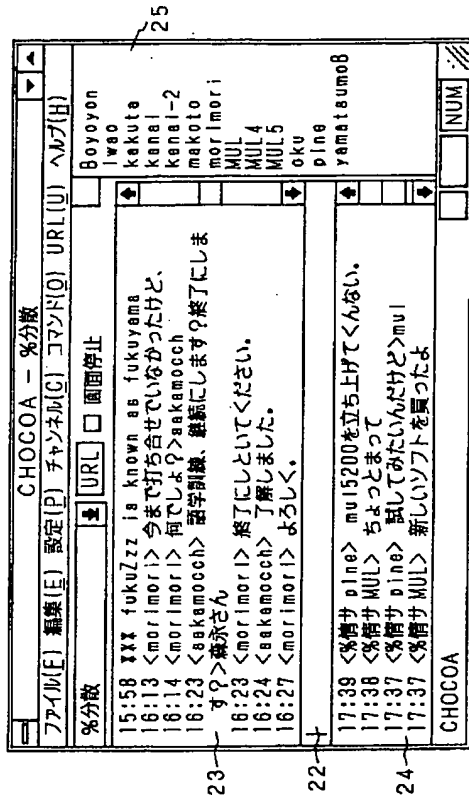 CHOCOA - %分散
ファイル(F) 編集(E) 設定(P) チャンネル(C) コマンド(O) URL(U) ヘルプ(H)
%分散 URL 画面停止
15:58 *** fukuZzz is known as fukuyama
16:13 <morimori> 今まで打ち合せでいなかったけど、
16:14 <morimori> 何でしょ?>sakamocch
16:23 <sakamocch> 語学訓練、継続にします?終了にしま
す?>森永さん
16:23 <morimori> 終了にしといてください。
16:24 <sakamocch> 了解しました。
16:27 <morimori> よろしく。
17:39 <%情サ pine> mul5200を立ち上げてくんない。
17:38 <%情サ MUL> ちょっとまって
17:37 <%情サ pine> 試してみたいんだけど>mul
17:37 <%情サ MUL> 新しいソフトを買ったよ
Boyoyon
iwao
kakuta
kanai
kanai-2
makoto
morimori
MUL
MUL4
MUL5
oku
pine
yamatsumoB
CHOCOA NUM
23
22
24
25